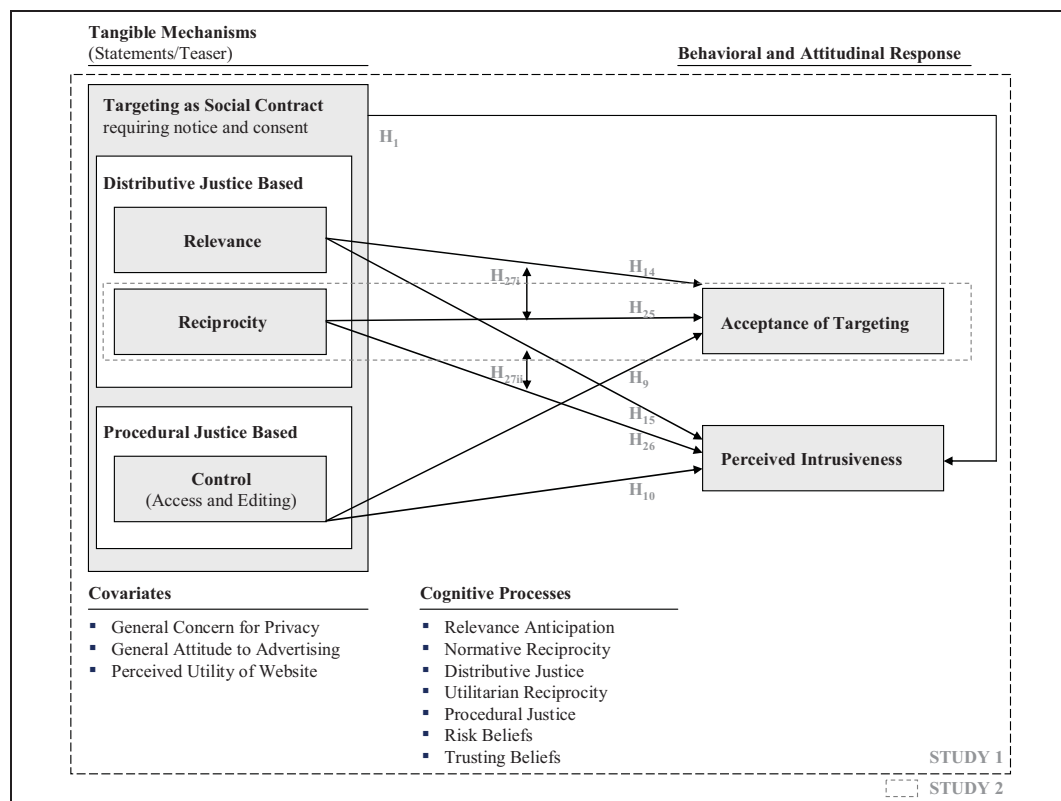 Tangible Mechanisms
(Statements/Teaser)
Behavioral and Attitudinal Response
Targeting as Social Contract
requiring notice and consent
H1
Distributive Justice Based
Relevance
H27i
H14
Reciprocity
H25
Acceptance of Targeting
H27ii
H9
H15
H26
Procedural Justice Based
Control
(Access and Editing)
Perceived Intrusiveness
H10
Covariates
▪ General Concern for Privacy
▪ General Attitude to Advertising
▪ Perceived Utility of Website
Cognitive Processes
▪ Relevance Anticipation
▪ Normative Reciprocity
▪ Distributive Justice
▪ Utilitarian Reciprocity
▪ Procedural Justice
▪ Risk Beliefs
▪ Trusting Beliefs
STUDY 1
STUDY 2